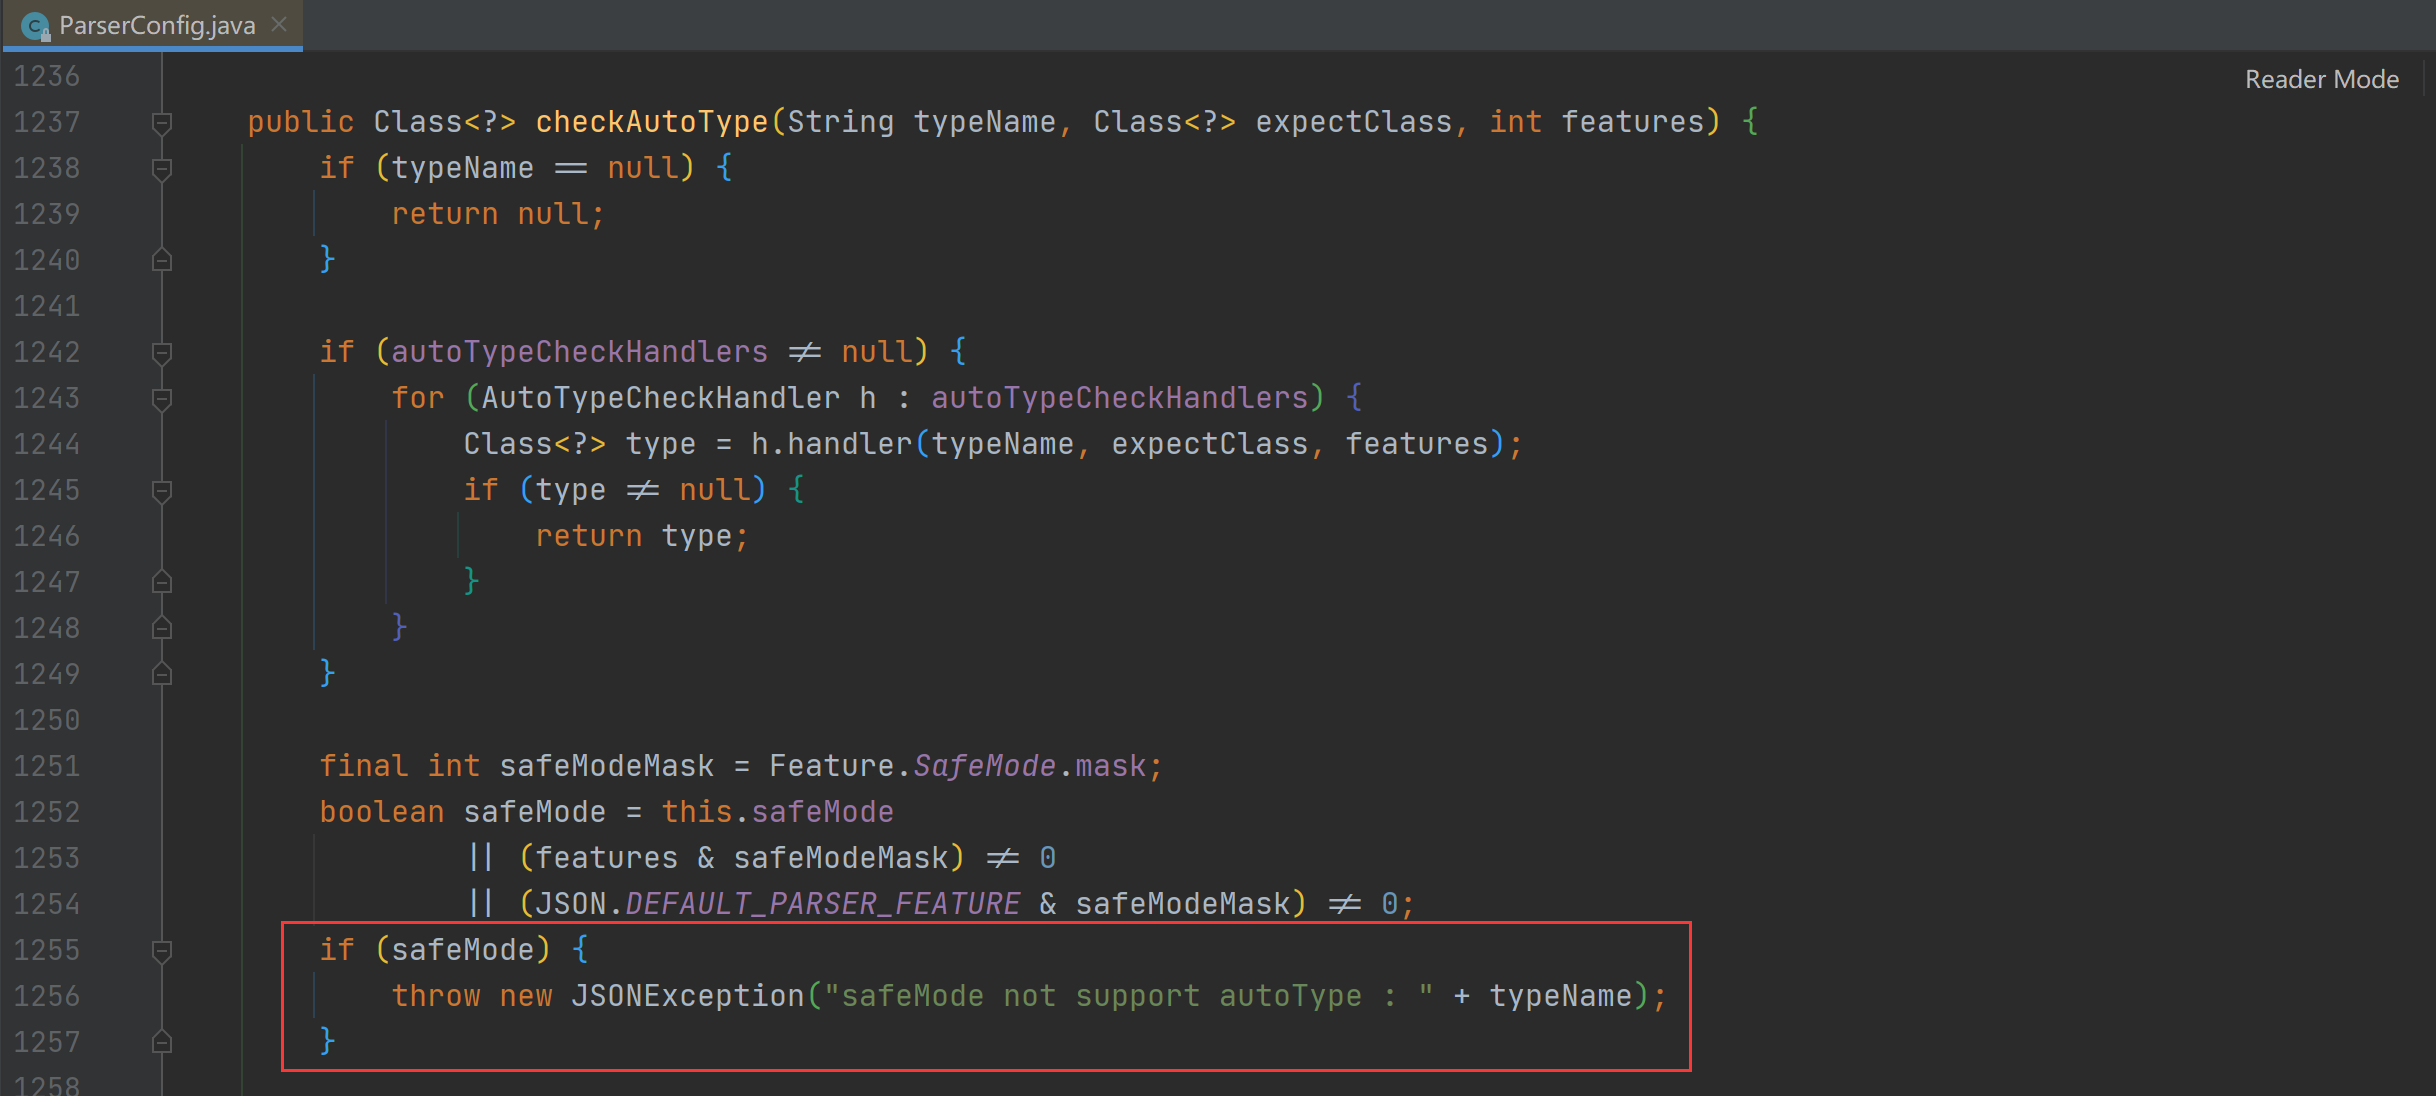 ParserConfig.java
Reader Mode
1236
1237 public Class<?> checkAutoType(String typeName, Class<?> expectClass, int features) {
1238 if (typeName == null) {
1239 return null;
1240 }
1241
1242 if (autoTypeCheckHandlers != null) {
1243 for (AutoTypeCheckHandler h : autoTypeCheckHandlers) {
1244 Class<?> type = h.handler(typeName, expectClass, features);
1245 if (type != null) {
1246 return type;
1247 }
1248 }
1249 }
1250
1251 final int safeModeMask = Feature.SafeMode.mask;
1252 boolean safeMode = this.safeMode
1253 || (features & safeModeMask) != 0
1254 || (JSON.DEFAULT_PARSER_FEATURE & safeModeMask) != 0;
1255 if (safeMode) {
1256 throw new JSONException("safeMode not support autoType : " + typeName);
1257 }
1258